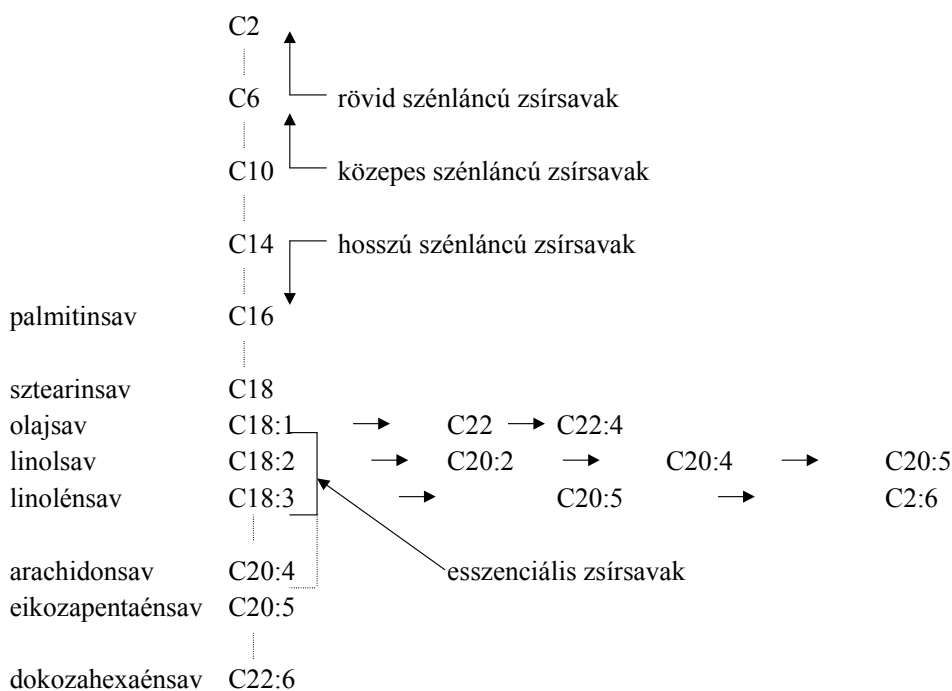 C2
C6 rövid szénláncú zsírsavak
C10 közepes szénláncú zsírsavak
C14 hosszú szénláncú zsírsavak
palmitinsav C16
sztearinsav C18
olajsav C18:1 → C22 → C22:4
linolsav C18:2 → C20:2 → C20:4 → C20:5
linolénsav C18:3 → C20:5 → C2:6
arachidonsav C20:4 esszenciális zsírsavak
eikozapentaénsav C20:5
dokozahexaénsav C22:6